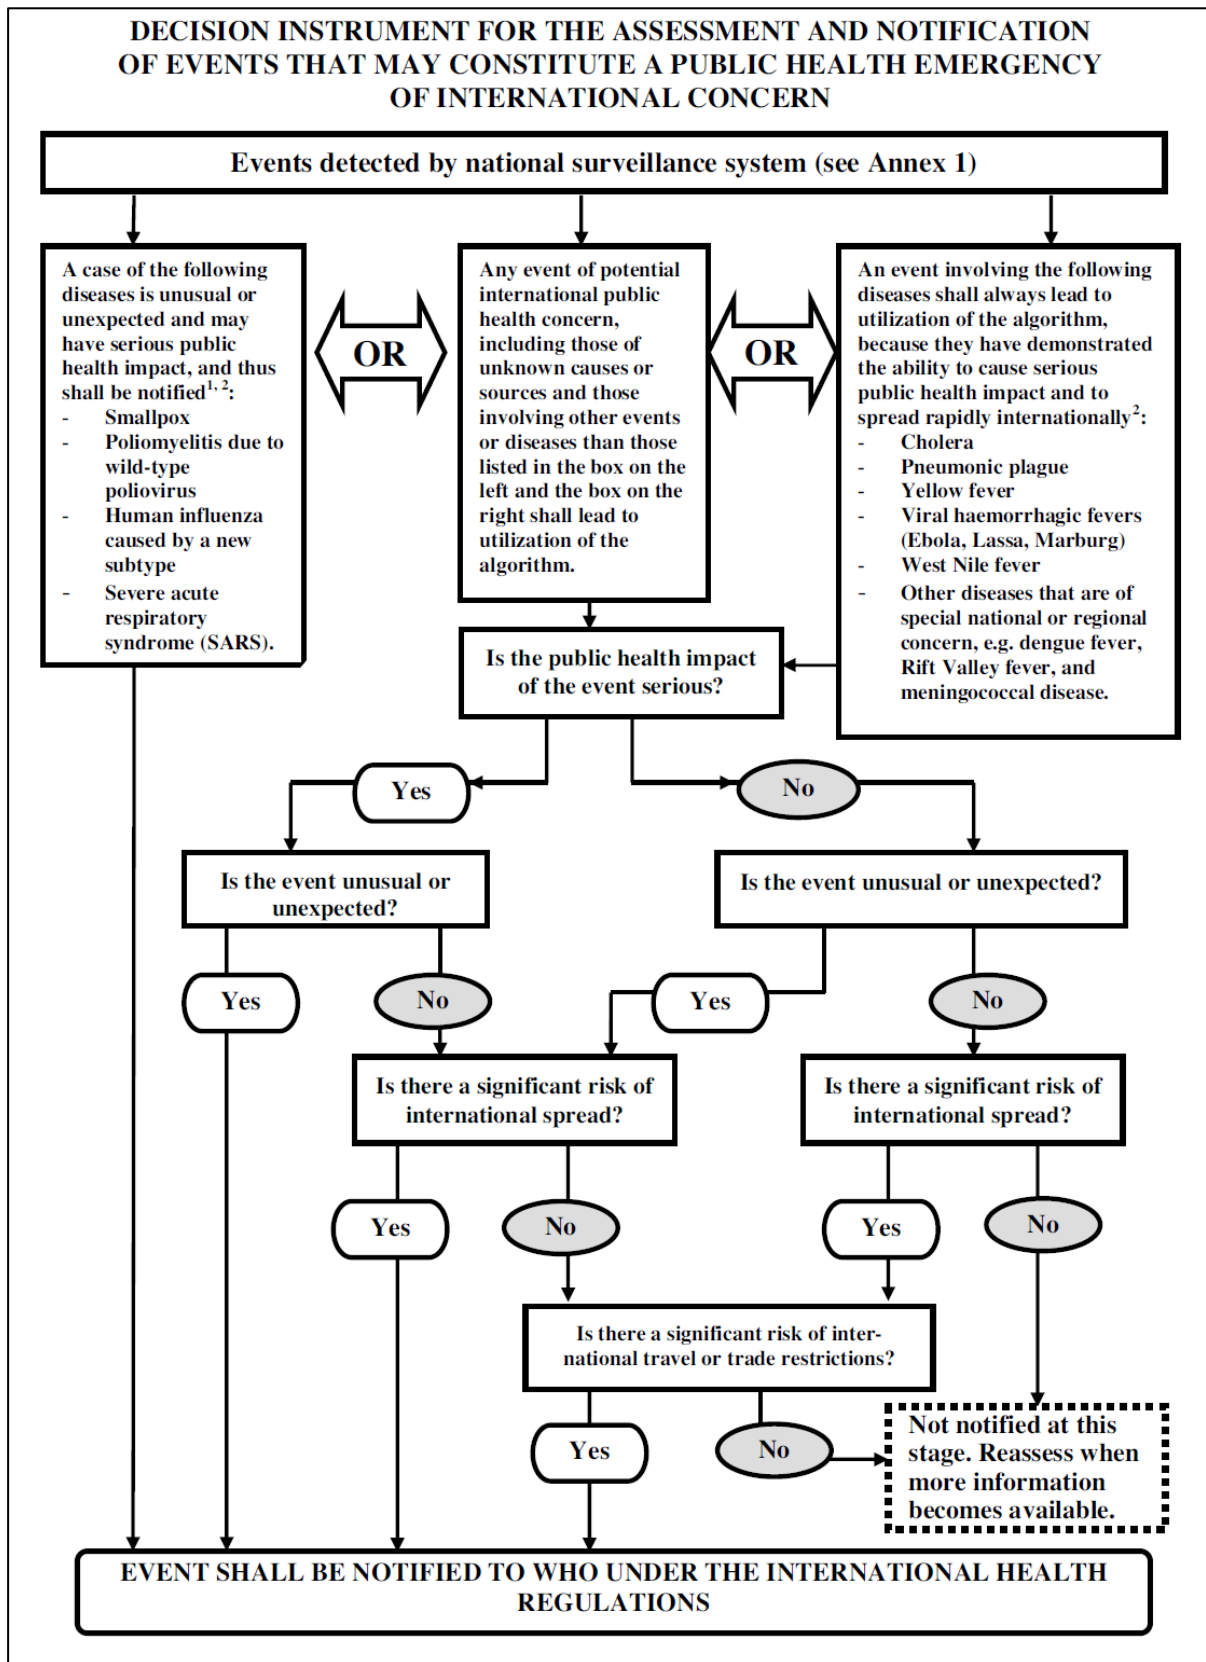 DECISION INSTRUMENT FOR THE ASSESSMENT AND NOTIFICATION
OF EVENTS THAT MAY CONSTITUTE A PUBLIC HEALTH EMERGENCY
OF INTERNATIONAL CONCERN
Events detected by national surveillance system (see Annex 1)
A case of the following
diseases is unusual or
unexpected and may
have serious public
health impact, and thus
shall be notified1, 2:
- Smallpox
- Poliomyelitis due to
wild-type
poliovirus
- Human influenza
caused by a new
subtype
- Severe acute
respiratory
syndrome (SARS).
OR
Any event of potential
international public
health concern,
including those of
unknown causes or
sources and those
involving other events
or diseases than those
listed in the box on the
left and the box on the
right shall lead to
utilization of the
algorithm.
OR
An event involving the following
diseases shall always lead to
utilization of the algorithm,
because they have demonstrated
the ability to cause serious
public health impact and to
spread rapidly internationally2:
- Cholera
- Pneumonic plague
- Yellow fever
- Viral haemorrhagic fevers
(Ebola, Lassa, Marburg)
- West Nile fever
- Other diseases that are of
special national or regional
concern, e.g. dengue fever,
Rift Valley fever, and
meningococcal disease.
Is the public health impact
of the event serious?
Yes
No
Is the event unusual or
unexpected?
Is the event unusual or unexpected?
Yes
No
Yes
No
Is there a significant risk of
international spread?
Is there a significant risk of
international spread?
Yes
No
Yes
No
Is there a significant risk of inter-
national travel or trade restrictions?
Yes
No
Not notified at this
stage. Reassess when
more information
becomes available.
EVENT SHALL BE NOTIFIED TO WHO UNDER THE INTERNATIONAL HEALTH
REGULATIONS